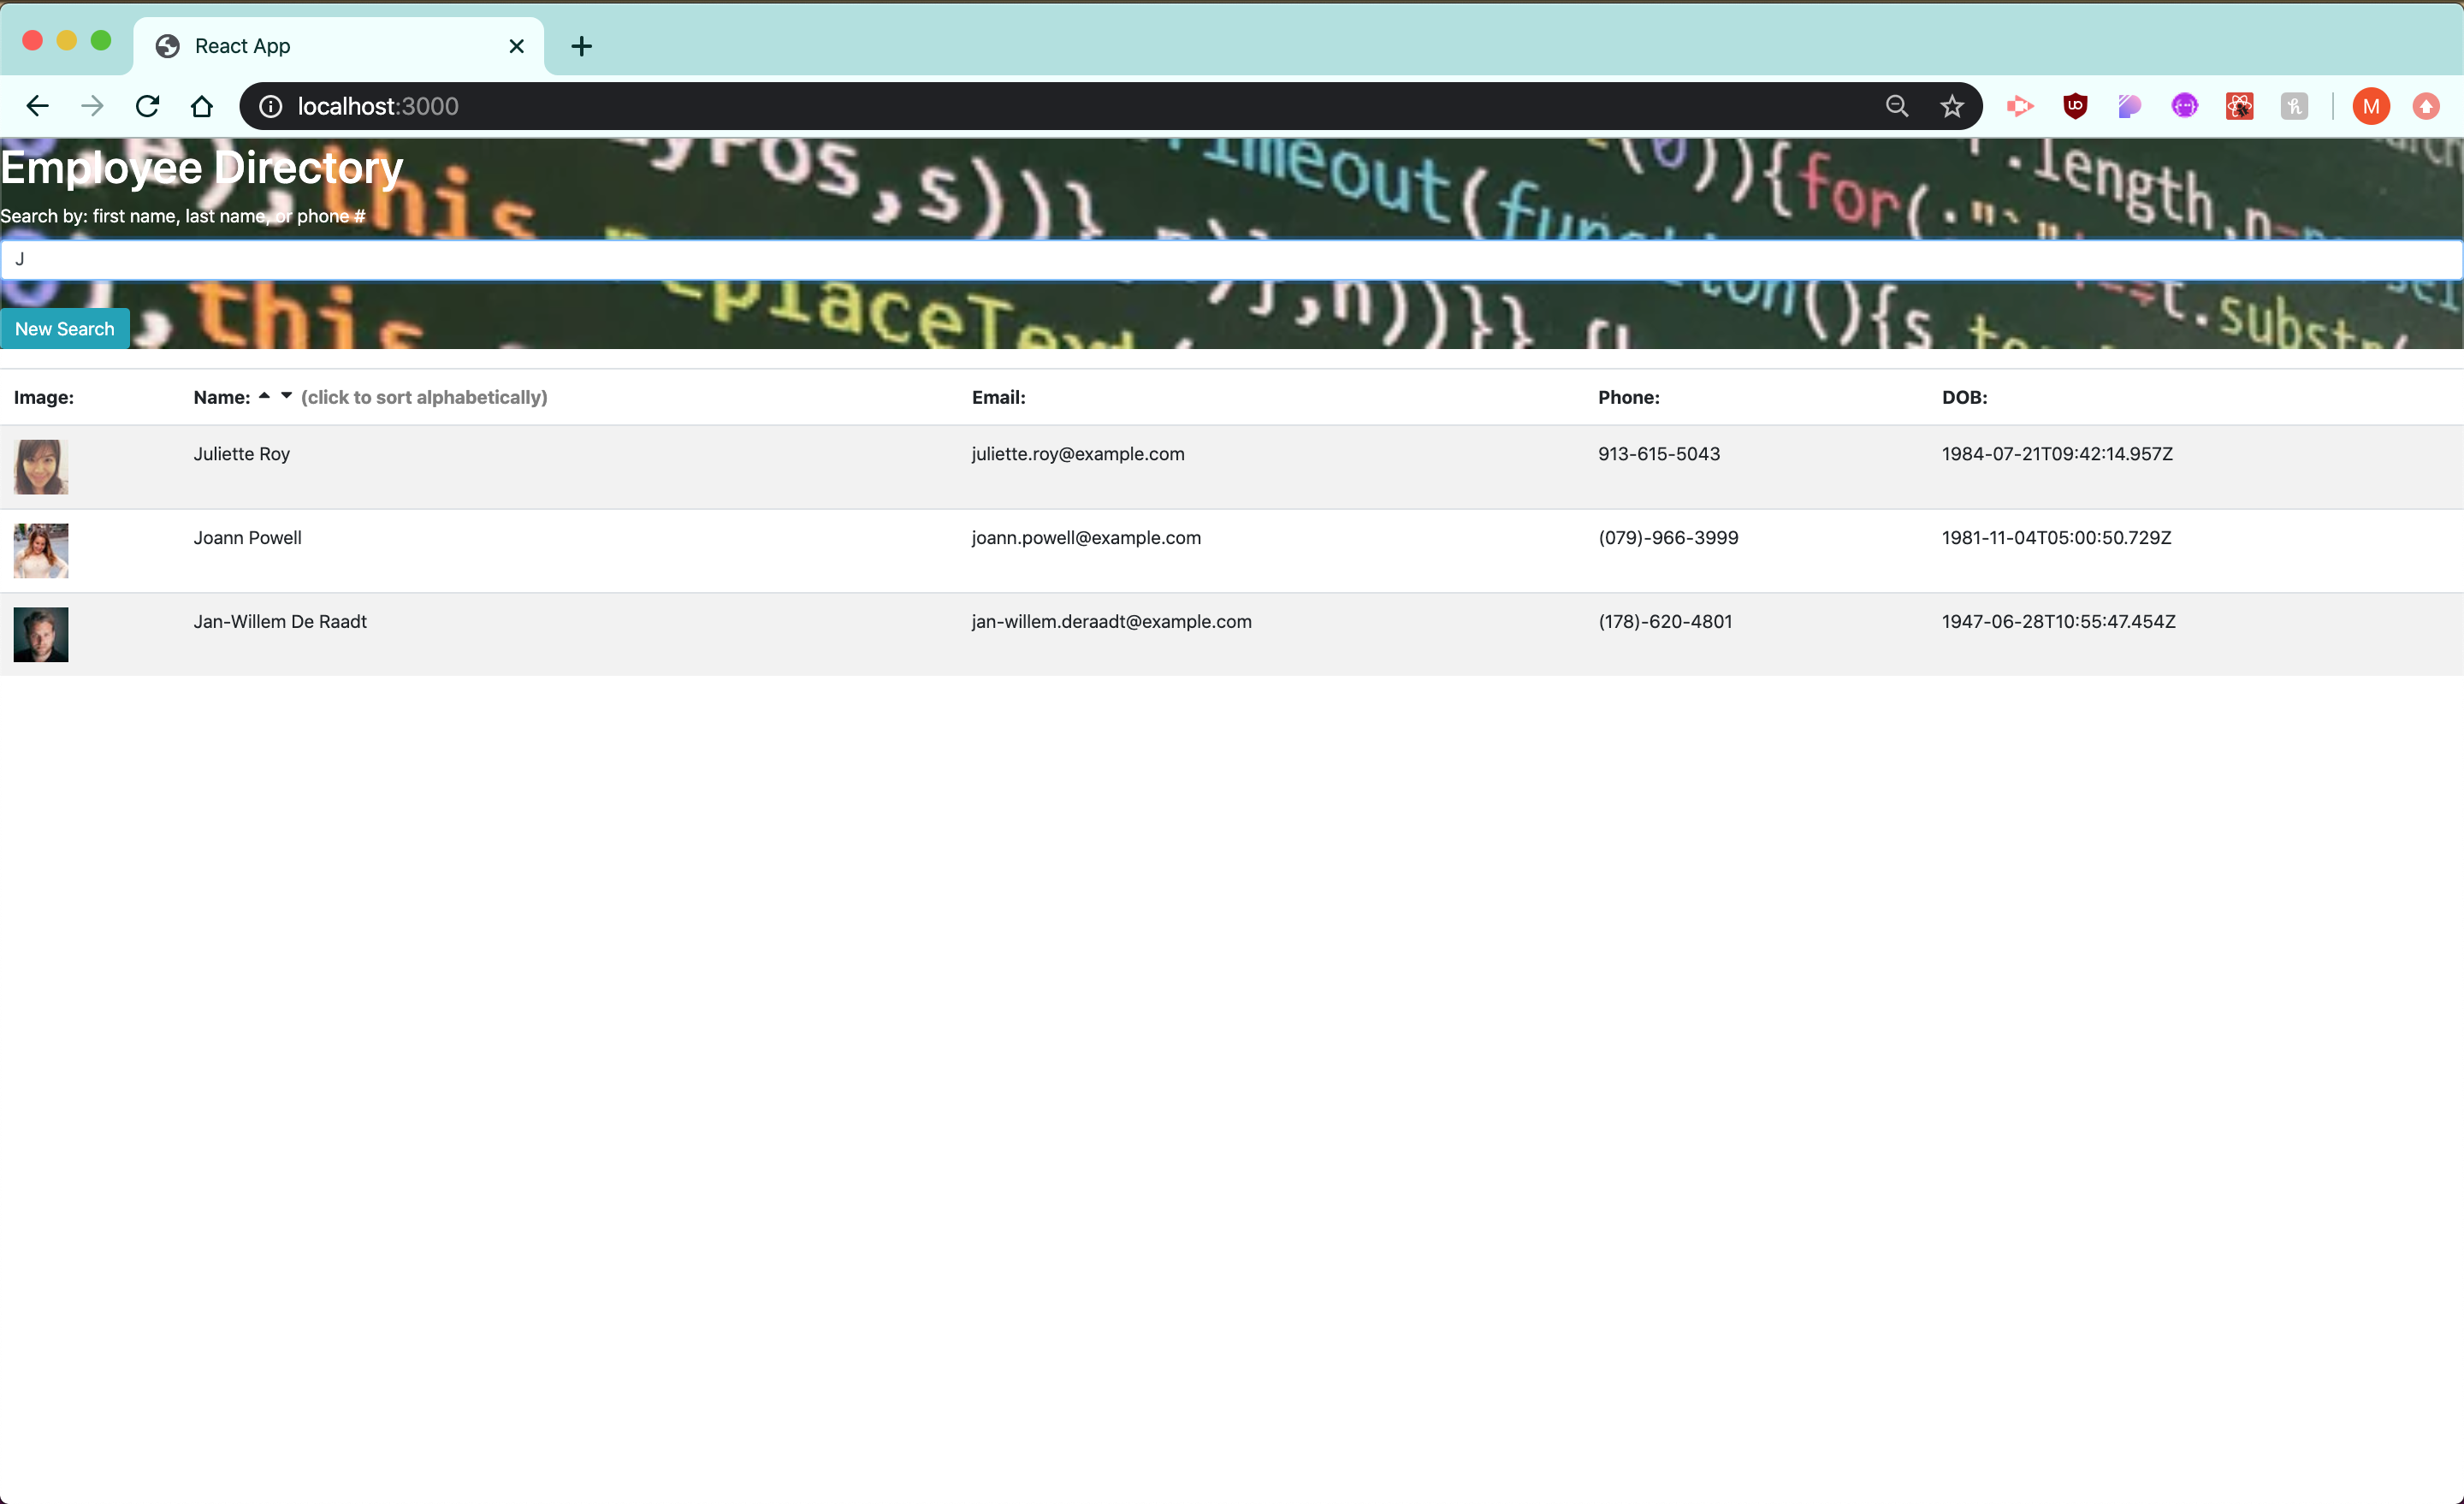 React App
localhost:3000
M
Employee Directory
Search by: first name, last name, or phone #
J
New Search
Image: Name: (click to sort alphabetically) Email: Phone: DOB:
Juliette Roy juliette.roy@example.com 913-615-5043 1984-07-21T09:42:14.957Z
Joann Powell joann.powell@example.com (079)-966-3999 1981-11-04T05:00:50.729Z
Jan-Willem De Raadt jan-willem.deraadt@example.com (178)-620-4801 1947-06-28T10:55:47.454Z